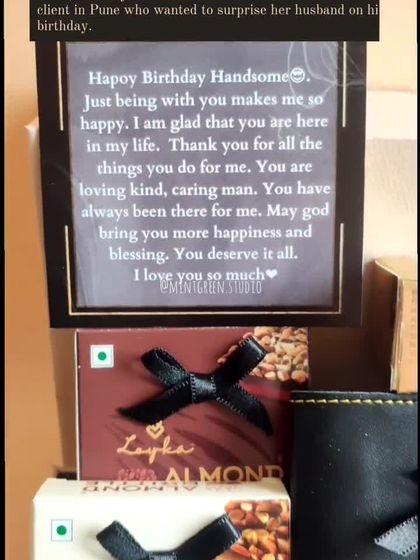 client in Pune who wanted to surprise her husband on hi
birthday.
Hapoy Birthday Handsome😎.
Just being with you makes me so
happy. I am glad that you are here
in my life. Thank you for all the
things you do for me. You are
loving kind, caring man. You have
always been there for me. May god
bring you more happiness and
blessing. You deserve it all.
I love you so much❤
@MINTGREEN.STUDIO
Loyka
ALMOND
ALMOND